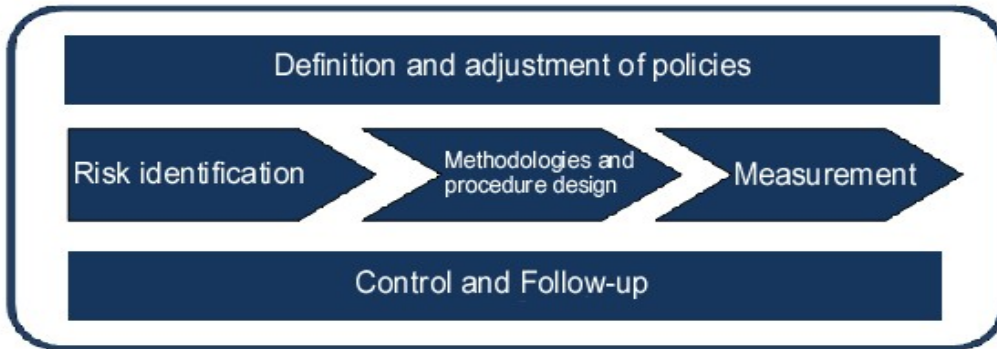 Definition and adjustment of policies
Risk identification
Methodologies and
procedure design
Measurement
Control and Follow-up